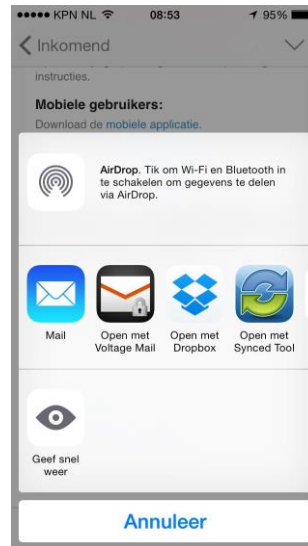 KPN NL 08:53 95%
Inkomend
instructies.
Mobiele gebruikers:
Download de mobiele applicatie.
AirDrop. Tik om Wi-Fi en Bluetooth in
te schakelen om gegevens te delen
via AirDrop.
Mail
Open met
Voltage Mail
Open met
Dropbox
Open met
Synced Tool
Geef snel
weer
Annuleer